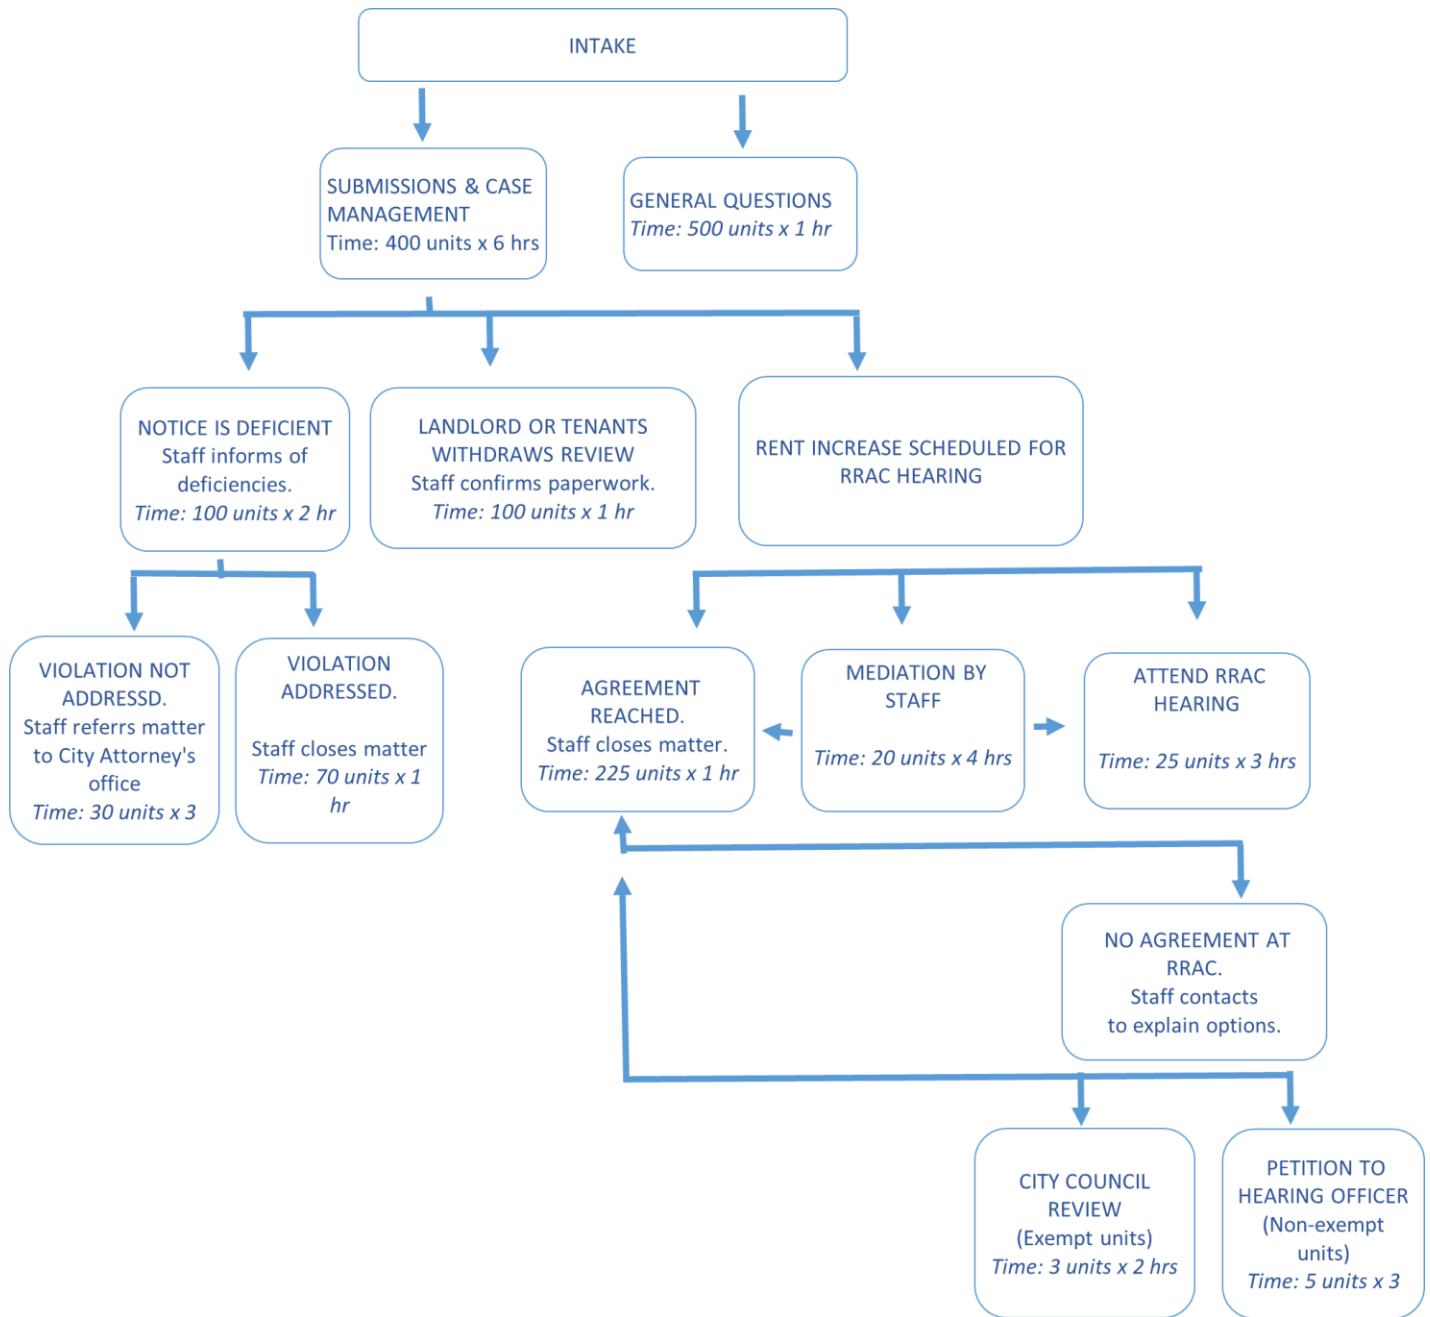 INTAKE
SUBMISSIONS & CASE
MANAGEMENT
Time: 400 units x 6 hrs
GENERAL QUESTIONS
Time: 500 units x 1 hr
NOTICE IS DEFICIENT
Staff informs of
deficiencies.
Time: 100 units x 2 hr
LANDLORD OR TENANTS
WITHDRAWS REVIEW
Staff confirms paperwork.
Time: 100 units x 1 hr
RENT INCREASE SCHEDULED FOR
RRAC HEARING
VIOLATION NOT
ADDRESSD.
Staff referrs matter
to City Attorney's
office
Time: 30 units x 3
VIOLATION
ADDRESSED.
Staff closes matter
Time: 70 units x 1
hr
AGREEMENT
REACHED.
Staff closes matter.
Time: 225 units x 1 hr
MEDIATION BY
STAFF
Time: 20 units x 4 hrs
ATTEND RRAC
HEARING
Time: 25 units x 3 hrs
NO AGREEMENT AT
RRAC.
Staff contacts
to explain options.
CITY COUNCIL
REVIEW
(Exempt units)
Time: 3 units x 2 hrs
PETITION TO
HEARING OFFICER
(Non-exempt
units)
Time: 5 units x 3